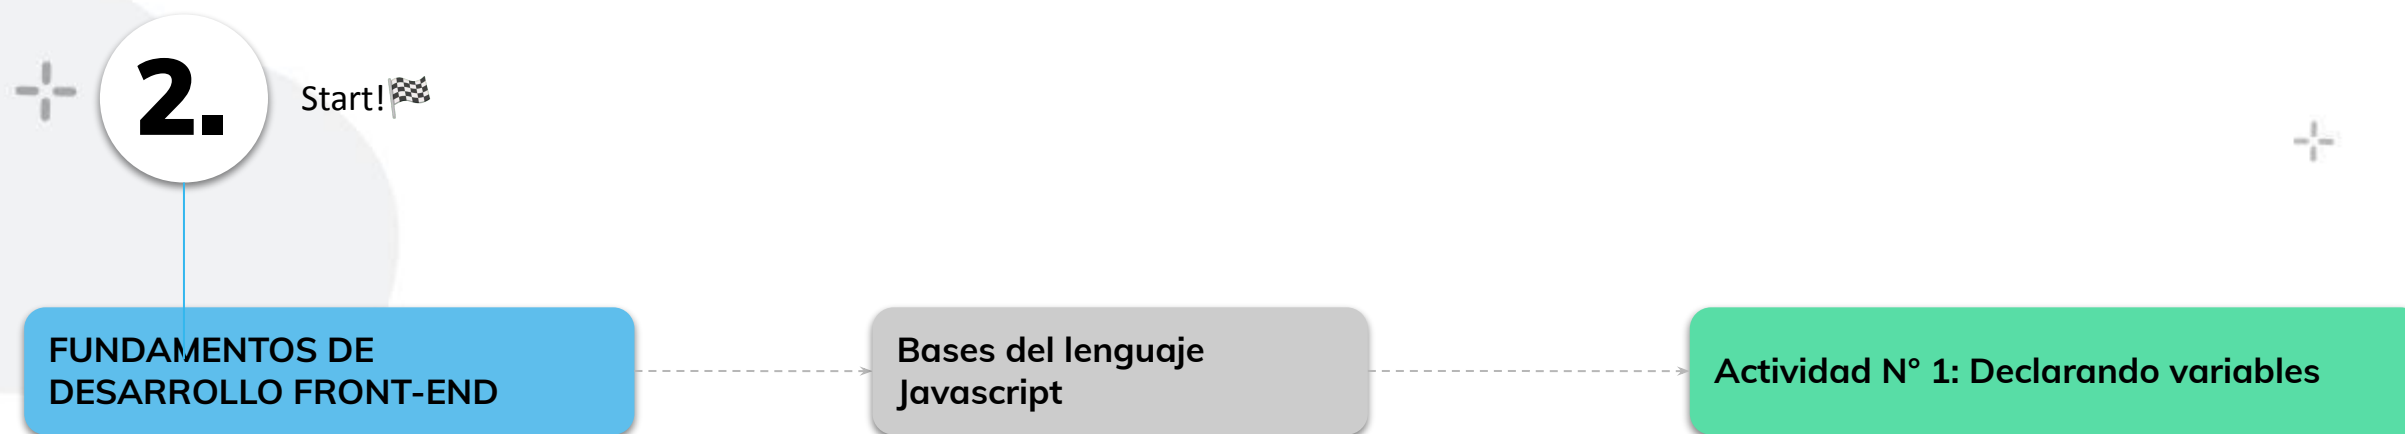 2.
Start!🏁
FUNDAMENTOS DE
DESARROLLO FRONT-END
Bases del lenguaje
Javascript
Actividad N° 1: Declarando variables